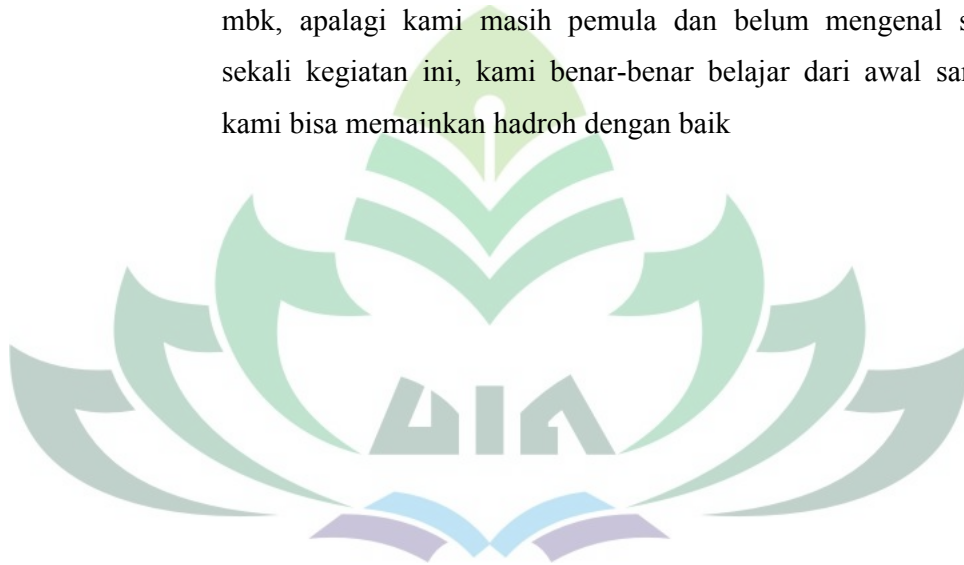 mbk, apalagi kami masih pemula dan belum mengenal
sekali kegiatan ini, kami benar-benar belajar dari awal
kami bisa memainkan hadroh dengan baik
UIN